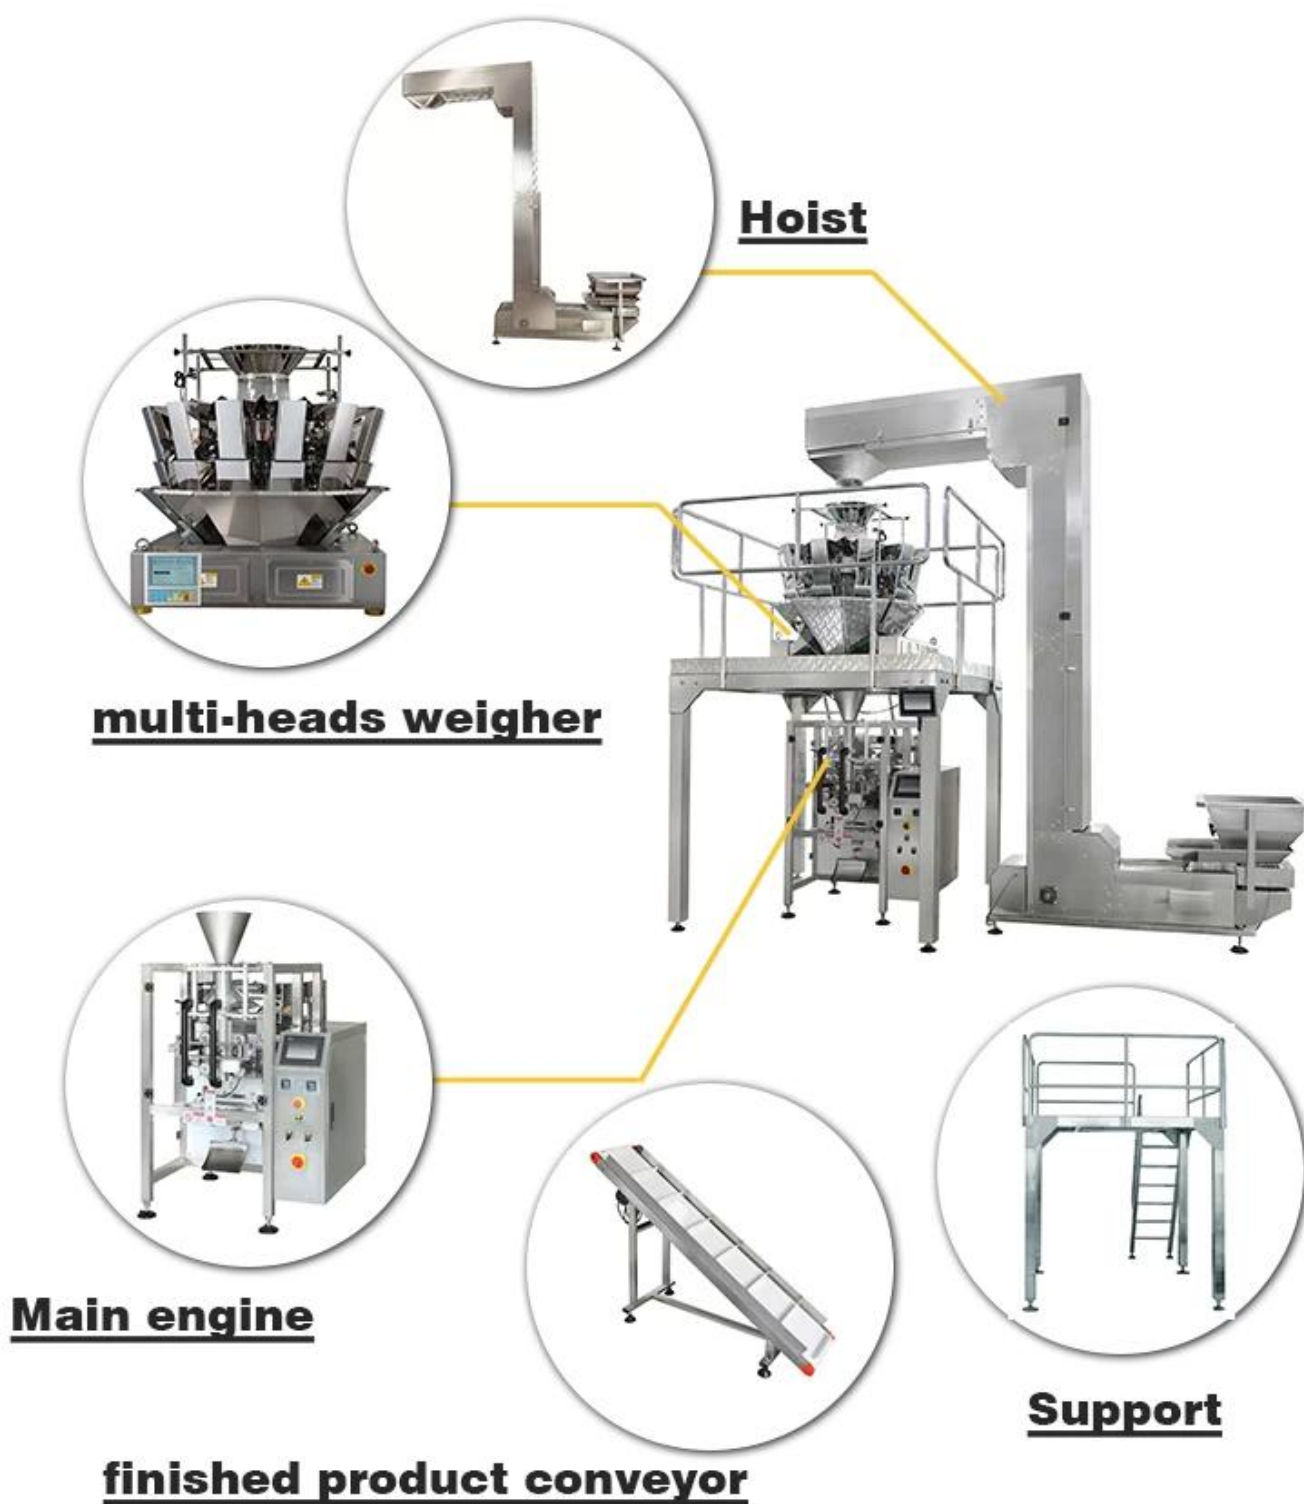 Hoist
multi-heads weigher
Main engine
Support
finished product conveyor